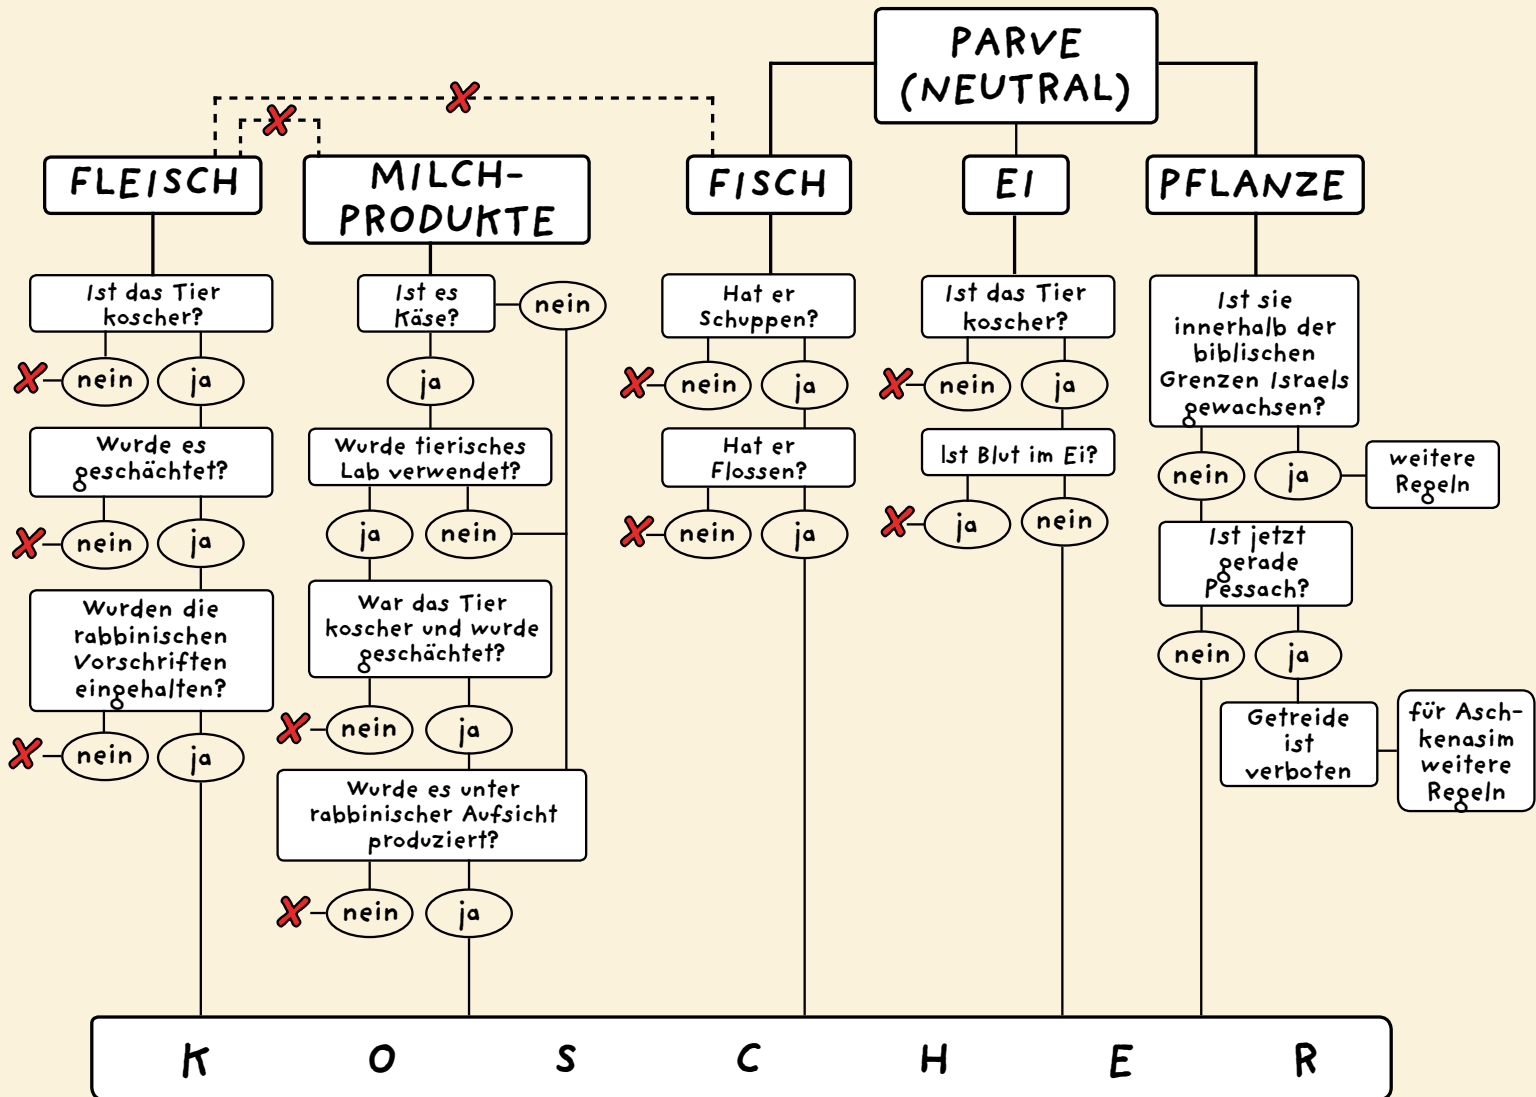 PARVE
(NEUTRAL)
FLEISCH
MILCH-
PRODUKTE
FISCH
EI
PFLANZE
Ist das Tier
koscher?
nein
ja
Wurde es
geschächtet?
nein
ja
Wurden die
rabbinischen
Vorschriften
eingehalten?
nein
ja
Ist es
Käse?
nein
ja
Wurde tierisches
Lab verwendet?
ja
nein
War das Tier
koscher und wurde
geschächtet?
nein
ja
Wurde es unter
rabbinischer Aufsicht
produziert?
nein
ja
Hat er
Schuppen?
nein
ja
Hat er
Flossen?
nein
ja
Ist das Tier
koscher?
nein
ja
Ist Blut im Ei?
ja
nein
Ist sie
innerhalb der
biblischen
Grenzen Israels
gewachsen?
nein
ja
weitere
Regeln
Ist jetzt
gerade
Pessach?
nein
ja
Getreide
ist
verboten
für Asch-
kenasim
weitere
Regeln
K O S C H E R